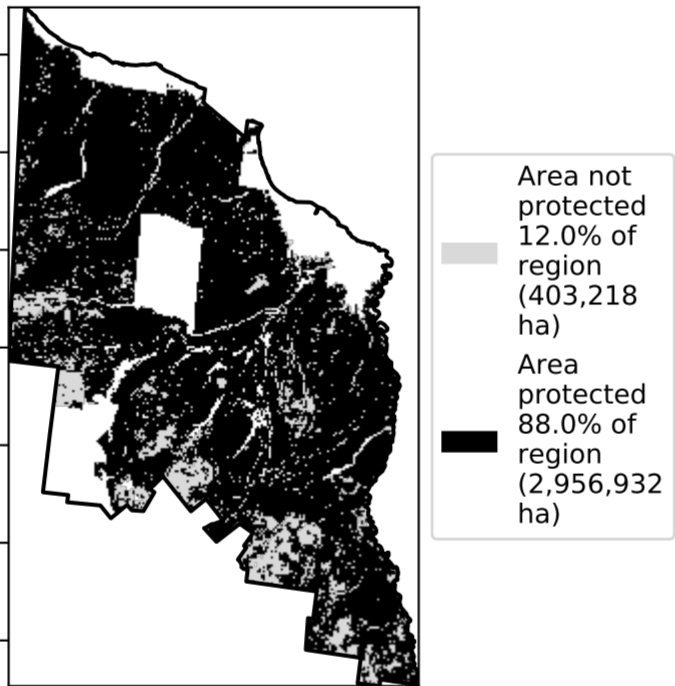 Area not
protected
12.0% of
region
(403,218
ha)
Area
protected
88.0% of
region
(2,956,932
ha)